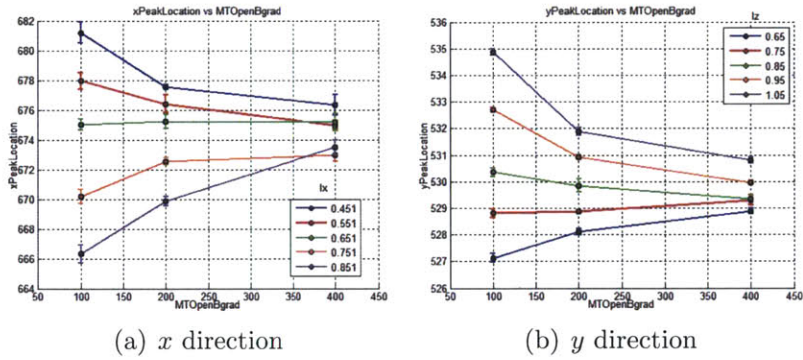 xPeakLocation vs MTOpenBgrad
682
680
678
676
674
672
670
668
666
664
xPeakLocation
50 100 150 200 250 300 350 400 450
MTOpenBgrad
Ix
0.451
0.551
0.651
0.751
0.851
(a) x direction
yPeakLocation vs MTOpenBgrad
536
535
534
533
532
531
530
529
528
527
526
yPeakLocation
50 100 150 200 250 300 350 400 450
MTOpenBgrad
Iz
0.65
0.75
0.85
0.95
1.05
(b) y direction